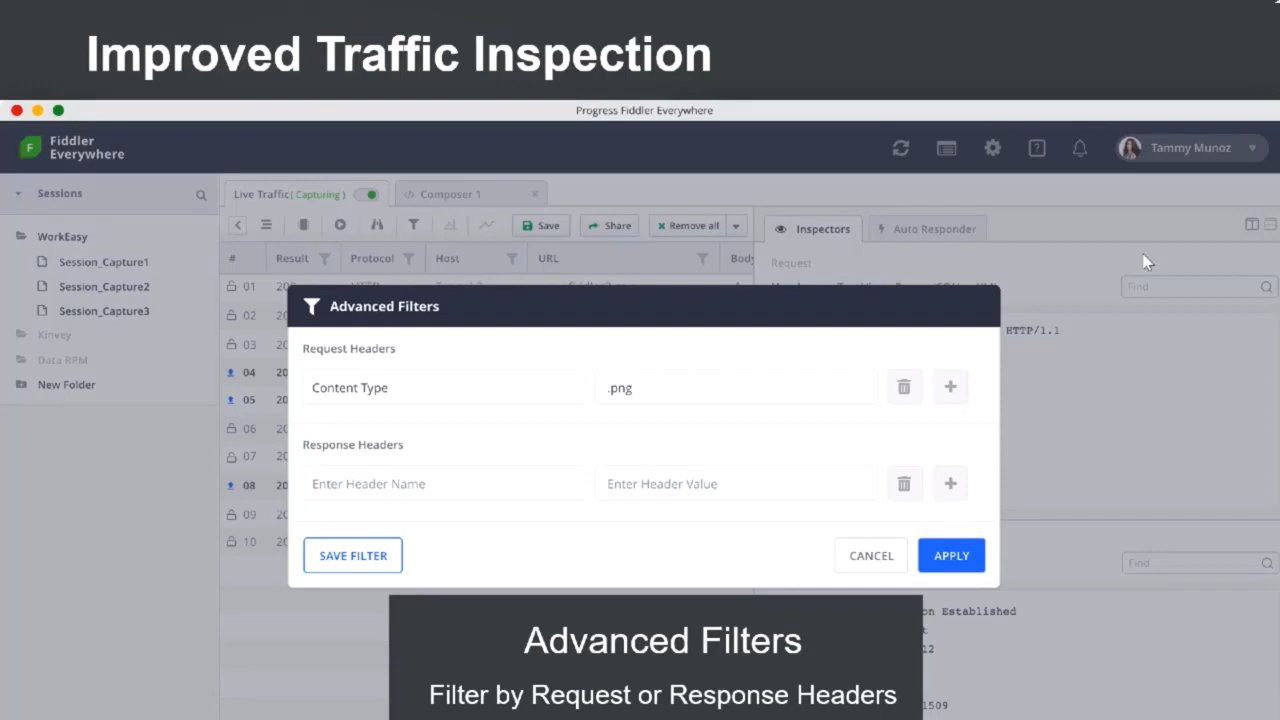 Improved Traffic Inspection
Progress Fiddler Everywhere
F
Fiddler
Everywhere
?
Tammy Munoz
Sessions
Live Traffic( Capturing )
Composer 1
WorkEasy
Session_Capture1
Session_Capture2
Session_Capture3
Kinvey
Data RPM
New Folder
Save
Share
Remove all
Inspectors
Auto Responder
#
Result
Protocol
Host
URL
Body
Request
Find
01
02
03
04
05
06
07
08
09
10
HTTP/1.1
Advanced Filters
Request Headers
Content Type
.png
Response Headers
Enter Header Name
Enter Header Value
SAVE FILTER
CANCEL
APPLY
Find
on Established
12
1509
Advanced Filters
Filter by Request or Response Headers